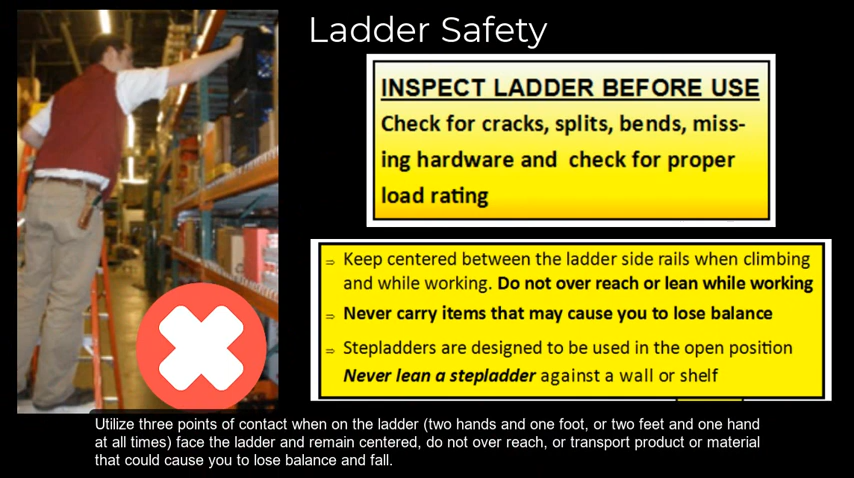 Ladder Safety
INSPECT LADDER BEFORE USE
Check for cracks, splits, bends, miss-
ing hardware and check for proper
load rating
⇒ Keep centered between the ladder side rails when climbing
and while working. Do not over reach or lean while working
⇒ Never carry items that may cause you to lose balance
⇒ Stepladders are designed to be used in the open position
Never lean a stepladder against a wall or shelf
Utilize three points of contact when on the ladder (two hands and one foot, or two feet and one hand
at all times) face the ladder and remain centered, do not over reach, or transport product or material
that could cause you to lose balance and fall.